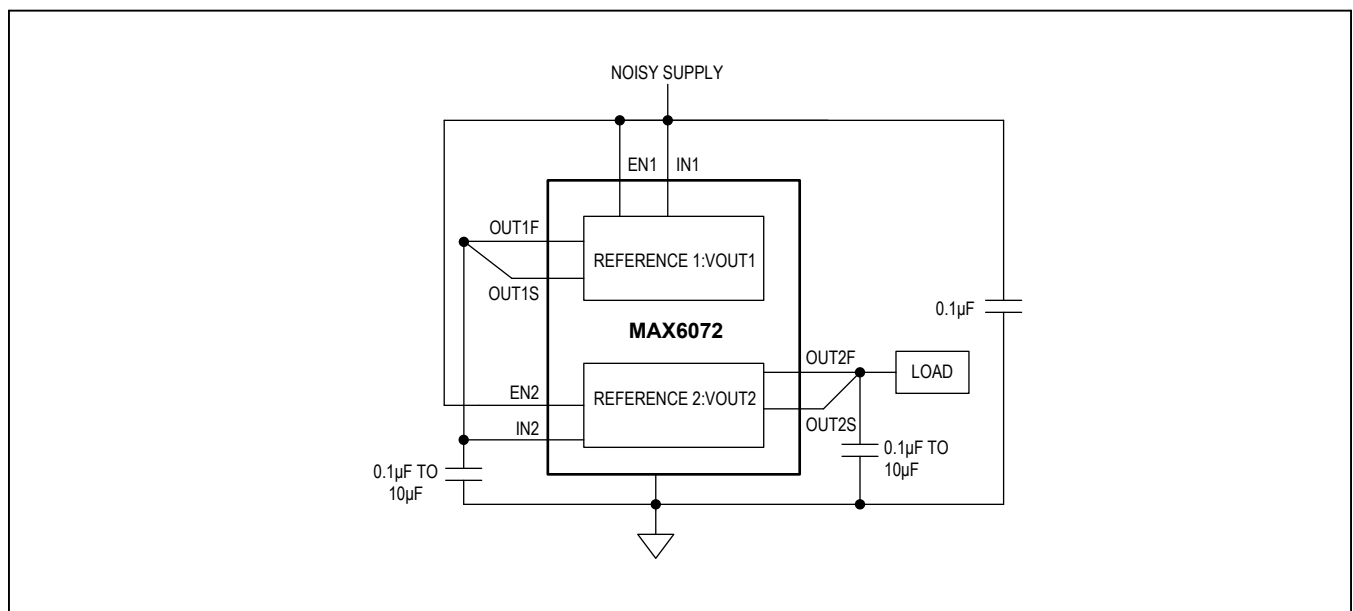 NOISY SUPPLY
EN1 IN1
OUT1F
REFERENCE 1:VOUT1
OUT1S
0.1µF
MAX6072
OUT2F
LOAD
EN2
REFERENCE 2:VOUT2
OUT2S
IN2
0.1µF TO
10µF
0.1µF TO
10µF